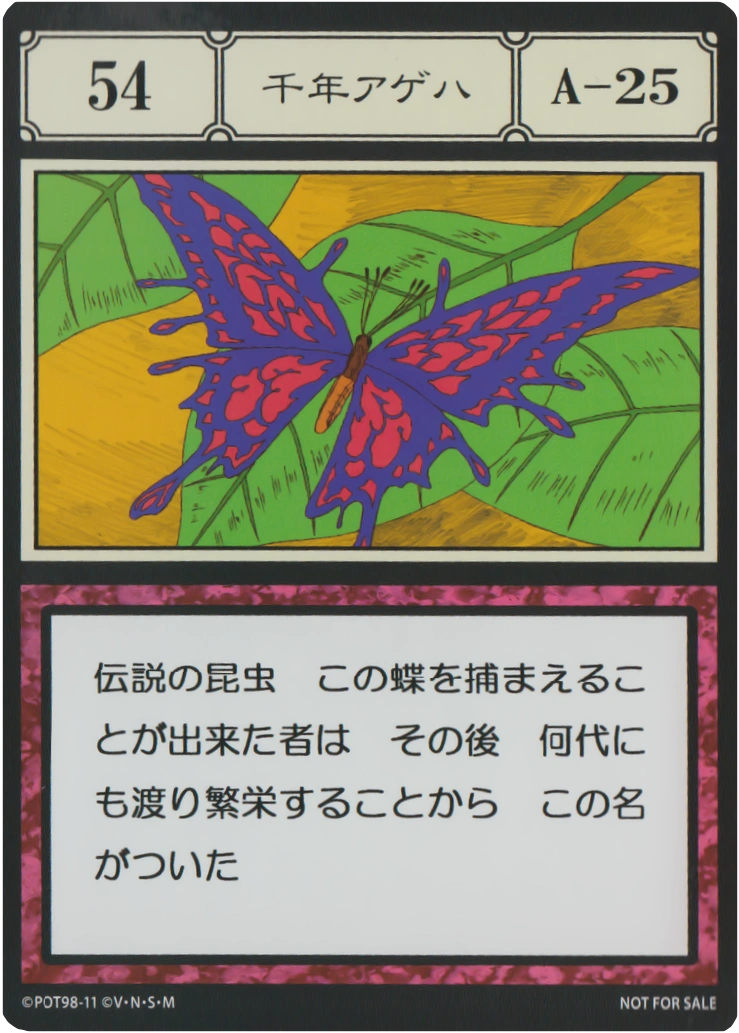 54
千年アゲハ
A-25
伝説の昆虫　この蝶を捕まえるこ
とが出来た者は　その後　何代に
も渡り繁栄することから　この名
がついた
©POT98-11 ©V・N・S・M
NOT FOR SALE